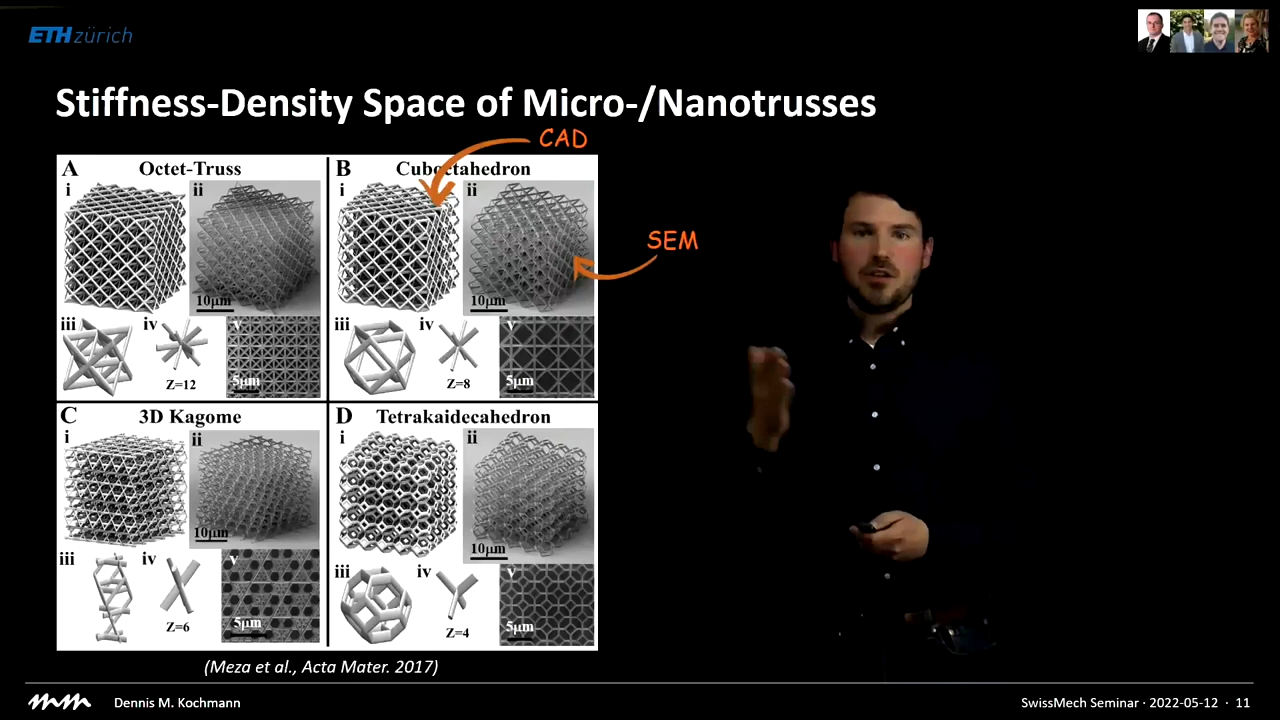 ETH zürich
Stiffness-Density Space of Micro-/Nanotrusses
CAD
SEM
A Octet-Truss
i ii
10μm
iii iv v
Z=12
5μm
B Cuboctahedron
i ii
10μm
iii iv v
Z=8
5μm
C 3D Kagome
i ii
10μm
iii iv v
Z=6
5μm
D Tetrakaidecahedron
i ii
10μm
iii iv v
Z=4
5μm
(Meza et al., Acta Mater. 2017)
Dennis M. Kochmann
SwissMech Seminar · 2022-05-12 · 11